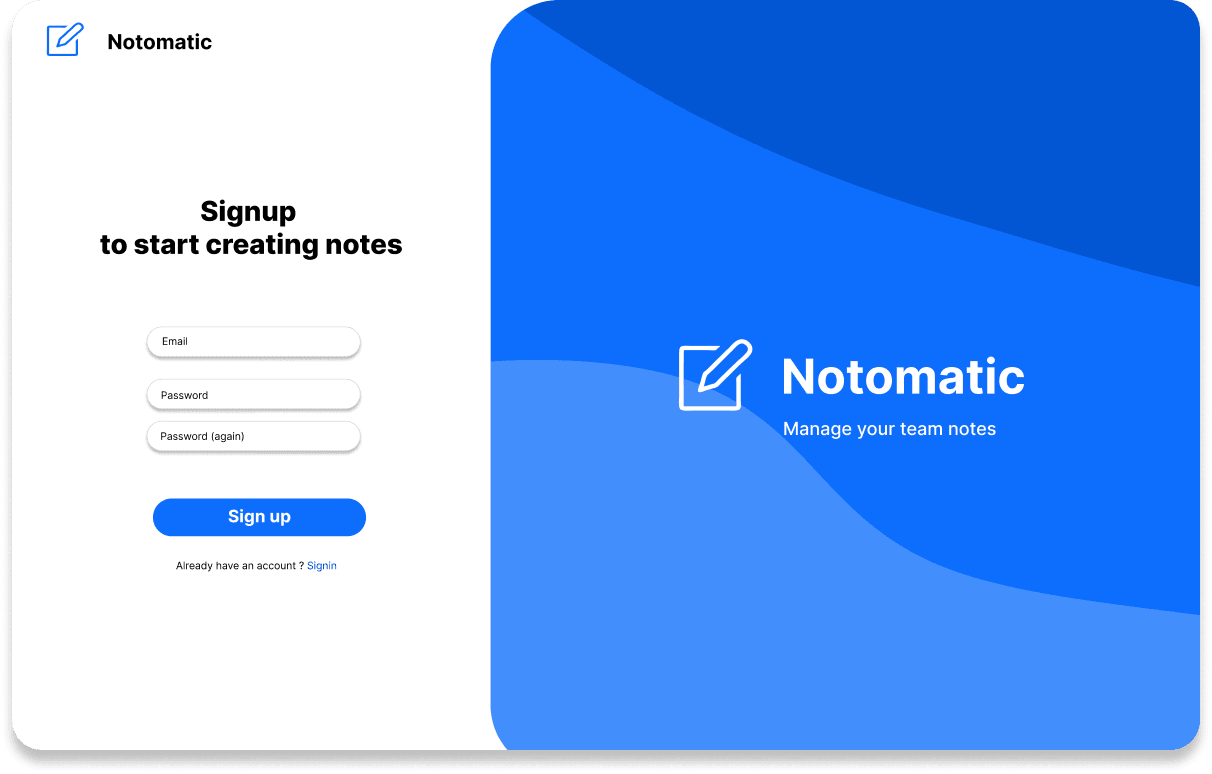 Notomatic
Signup
to start creating notes
Email
Password
Password (again)
Sign up
Already have an account ? Signin
Notomatic
Manage your team notes